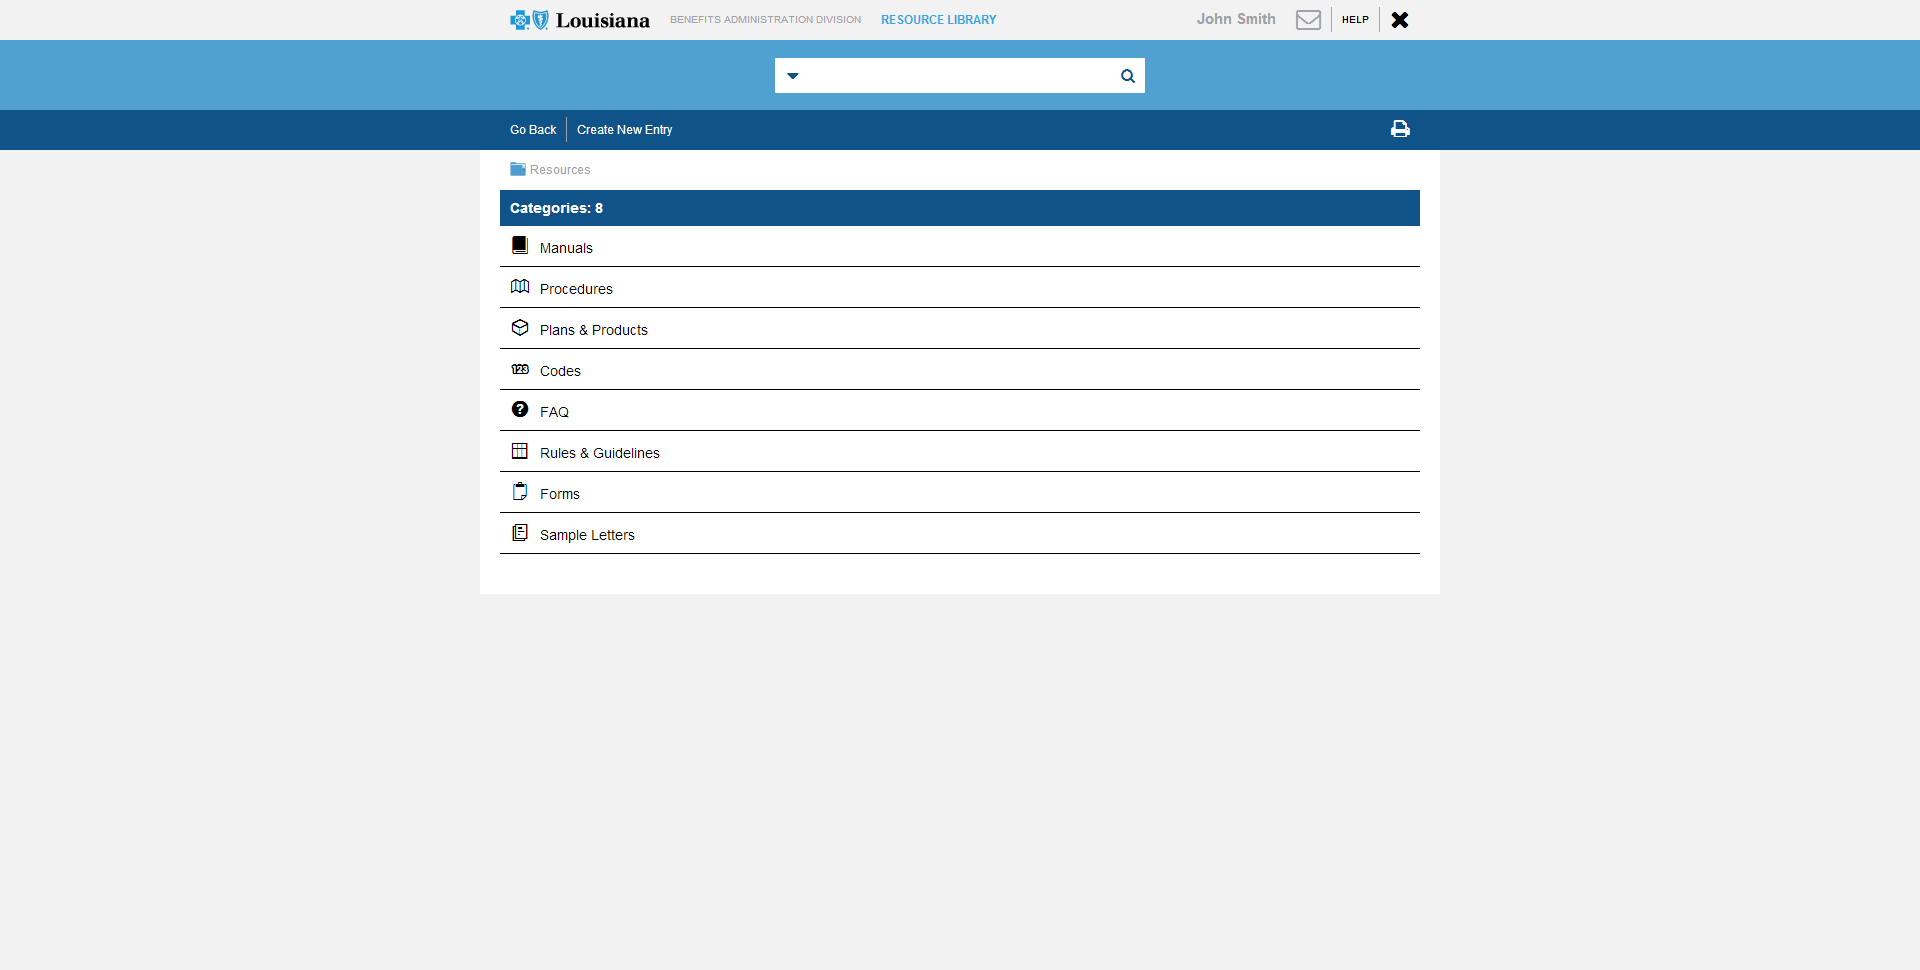 Louisiana BENEFITS ADMINISTRATION DIVISION RESOURCE LIBRARY John Smith HELP
Go Back Create New Entry
Resources
Categories: 8
Manuals
Procedures
Plans & Products
123 Codes
? FAQ
Rules & Guidelines
Forms
Sample Letters